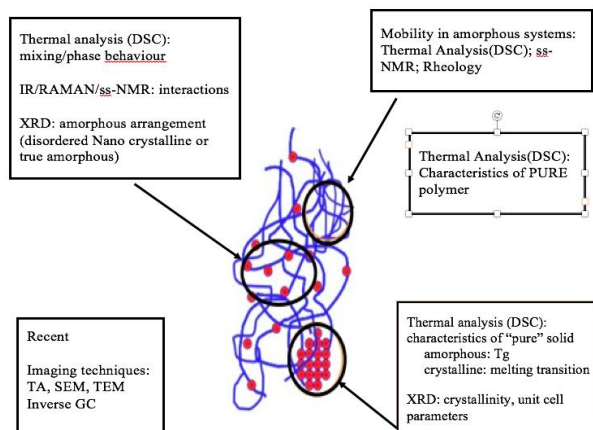 Thermal analysis (DSC):
mixing/phase behaviour
IR/RAMAN/ss-NMR: interactions
XRD: amorphous arrangement
(disordered Nano crystalline or
true amorphous)
Mobility in amorphous systems:
Thermal Analysis(DSC); ss-
NMR; Rheology
Thermal Analysis(DSC):
Characteristics of PURE
polymer
Recent
Imaging techniques:
TA, SEM, TEM
Inverse GC
Thermal analysis (DSC):
characteristics of “pure” solid
amorphous: Tg
crystalline: melting transition
XRD: crystallinity, unit cell
parameters